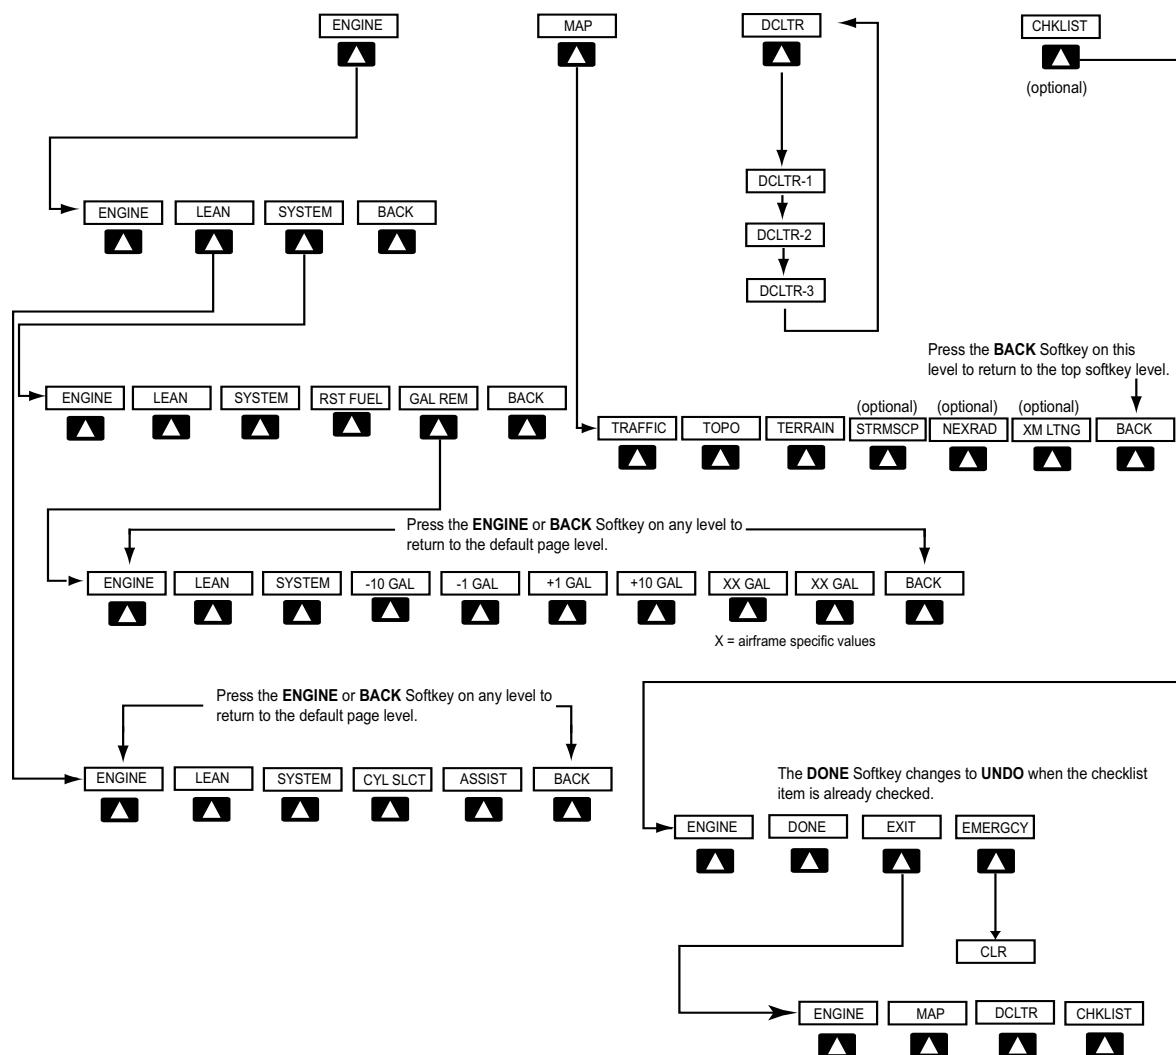 ENGINE
MAP
DCLTR
CHKLIST
(optional)
DCLTR-1
ENGINE
LEAN
SYSTEM
BACK
DCLTR-2
DCLTR-3
Press the BACK Softkey on this
level to return to the top softkey level.
ENGINE
LEAN
SYSTEM
RST FUEL
GAL REM
BACK
(optional)
(optional)
(optional)
TRAFFIC
TOPO
TERRAIN
STRMSCP
NEXRAD
XM LTNG
BACK
Press the ENGINE or BACK Softkey on any level to
return to the default page level.
ENGINE
LEAN
SYSTEM
-10 GAL
-1 GAL
+1 GAL
+10 GAL
XX GAL
XX GAL
BACK
X = airframe specific values
Press the ENGINE or BACK Softkey on any level to
return to the default page level.
ENGINE
LEAN
SYSTEM
CYL SLCT
ASSIST
BACK
The DONE Softkey changes to UNDO when the checklist
item is already checked.
ENGINE
DONE
EXIT
EMERGCY
CLR
ENGINE
MAP
DCLTR
CHKLIST